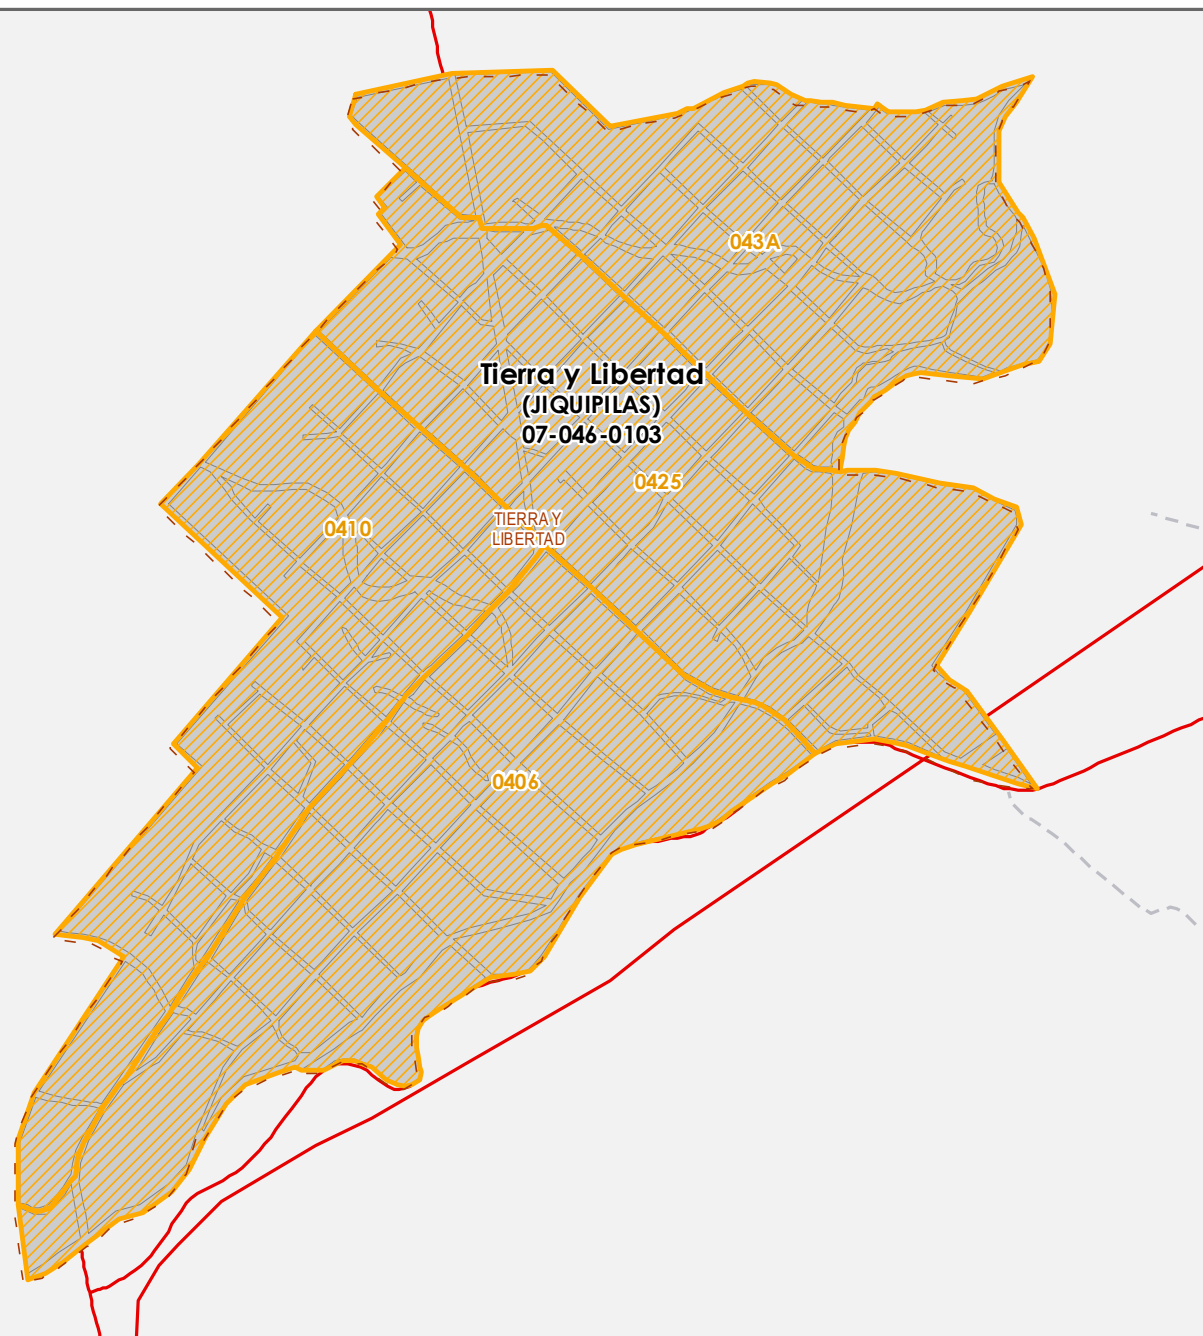 043A
Tierra y Libertad
(JIQUIPILAS)
07-046-0103
0425
0410
TIERRA Y
LIBERTAD
0406